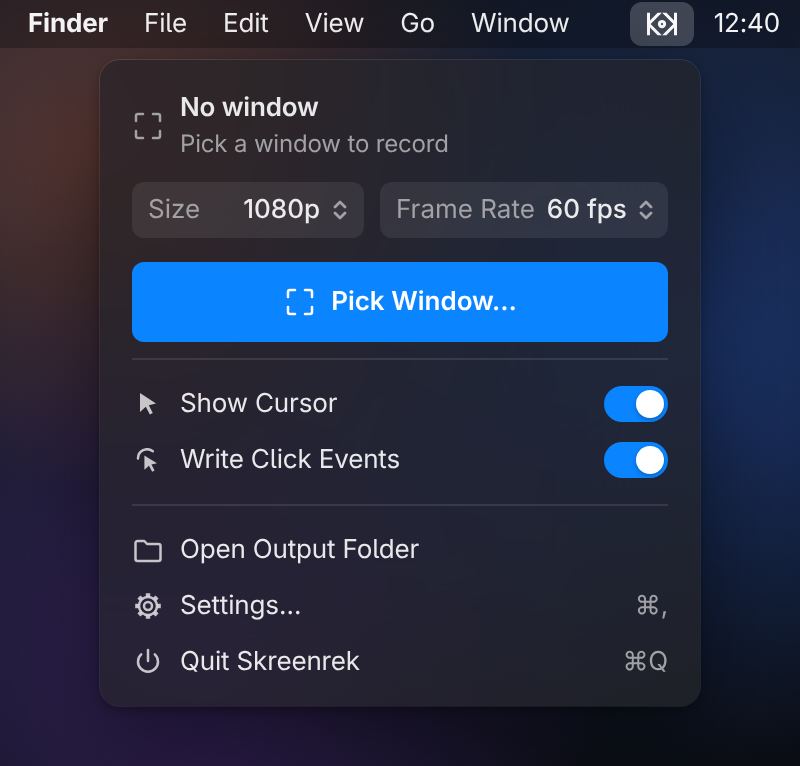 Finder File Edit View Go Window 12:40
No window
Pick a window to record
Size 1080p Frame Rate 60 fps
Pick Window...
Show Cursor
Write Click Events
Open Output Folder
Settings... ⌘,
Quit Skreenrek ⌘Q